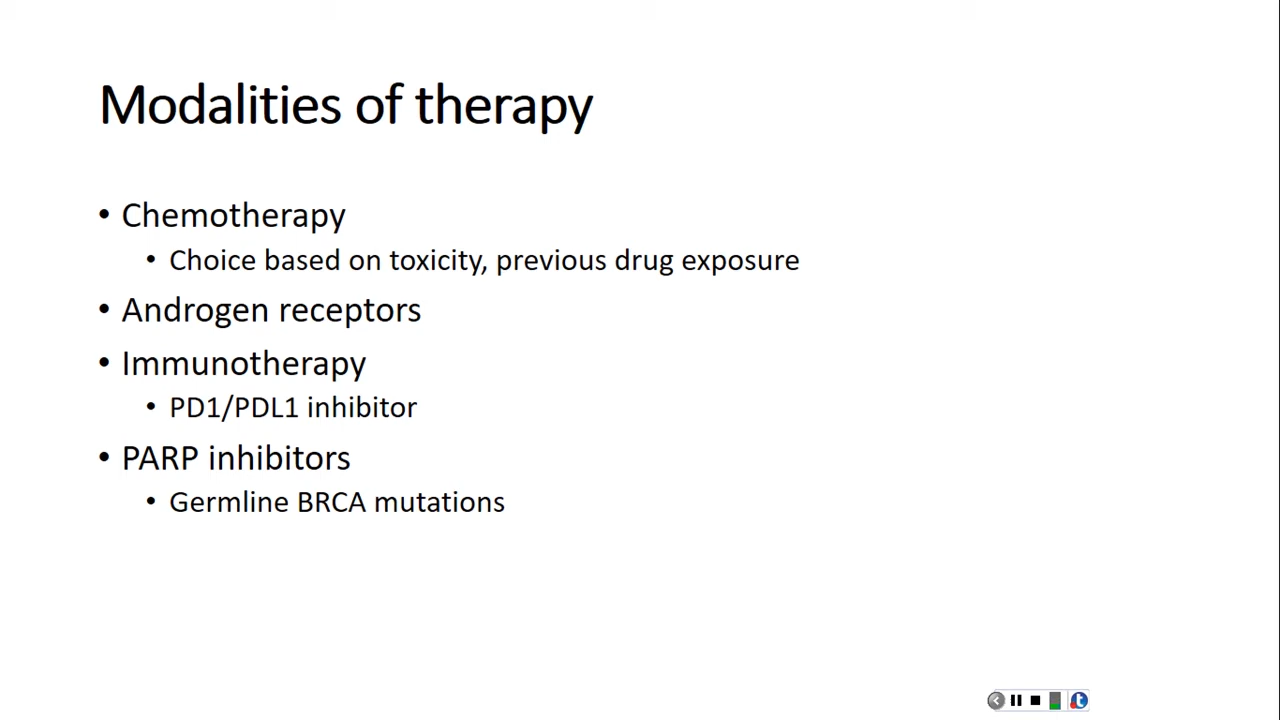 Modalities of therapy
• Chemotherapy
• Choice based on toxicity, previous drug exposure
• Androgen receptors
• Immunotherapy
• PD1/PDL1 inhibitor
• PARP inhibitors
• Germline BRCA mutations
t